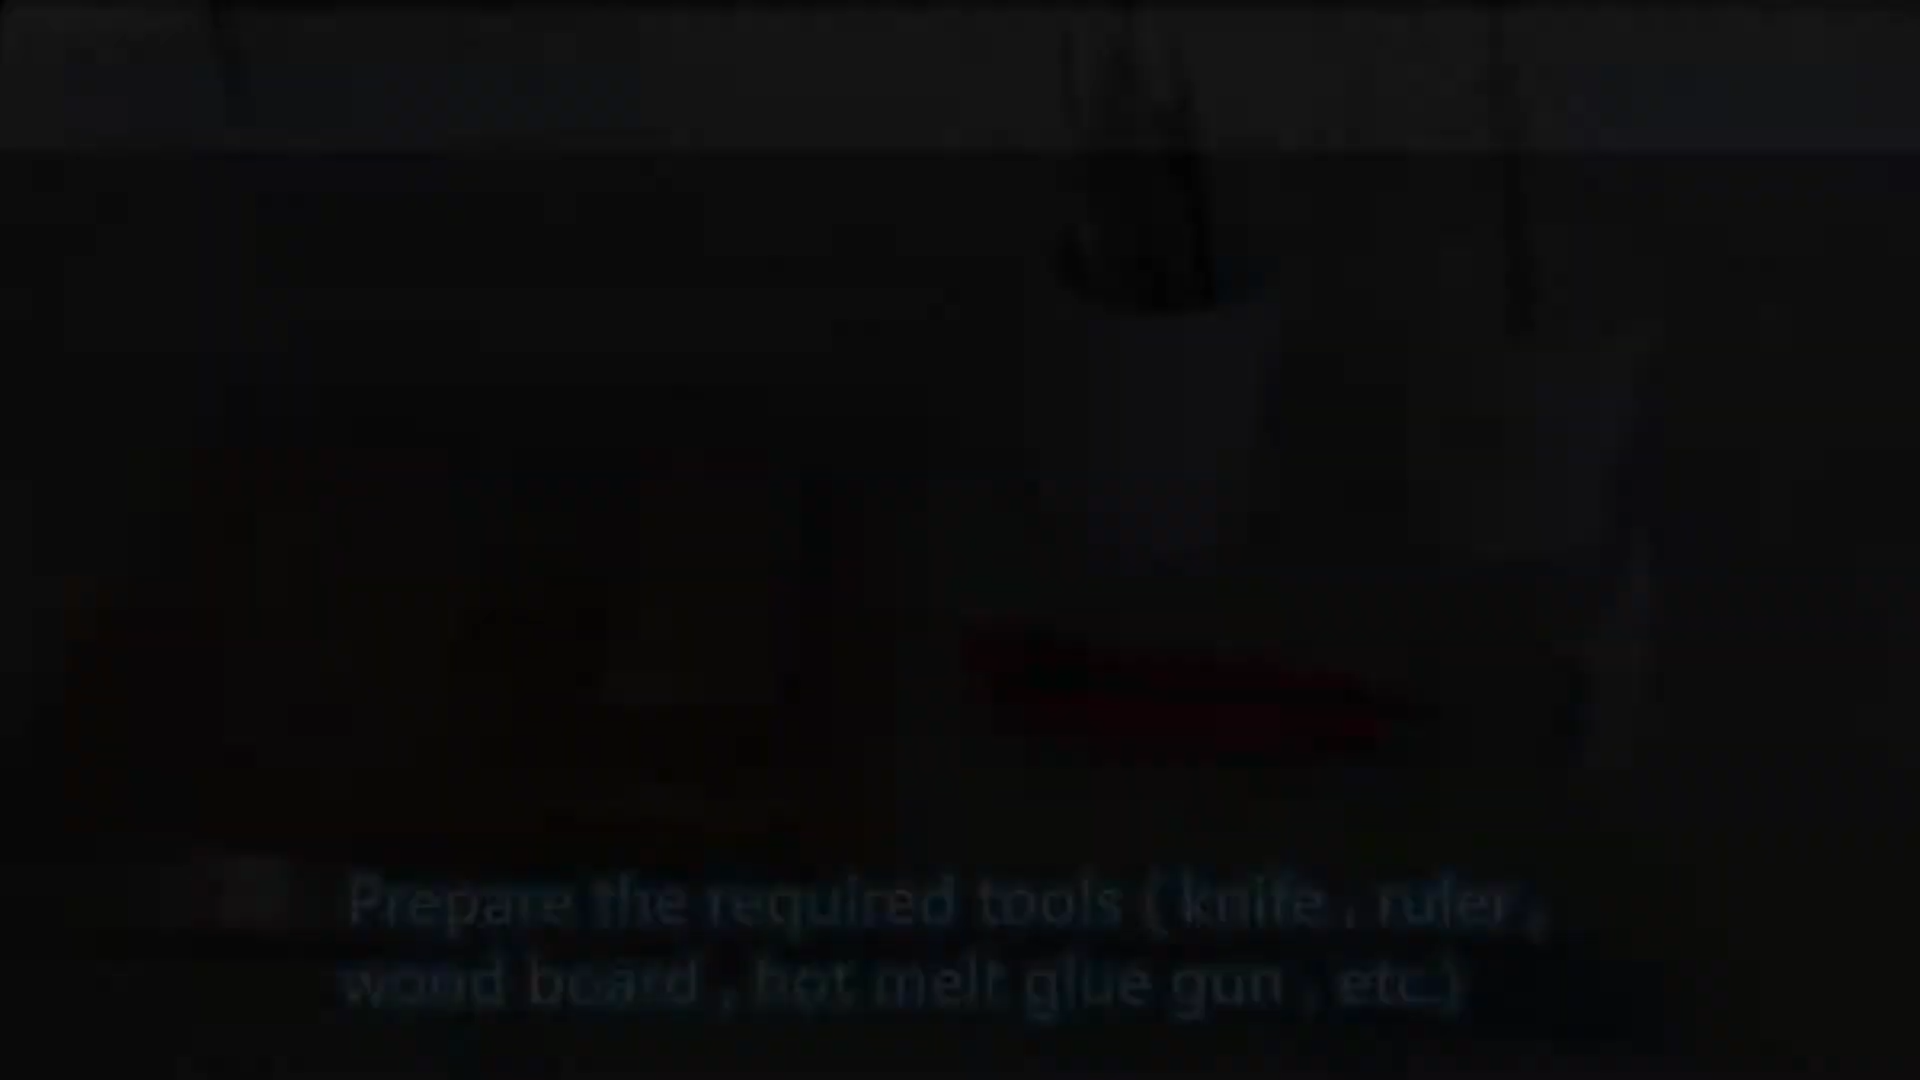 Prepare the required tools ( knife , ruler ,
wood board , hot melt glue gun , etc.)